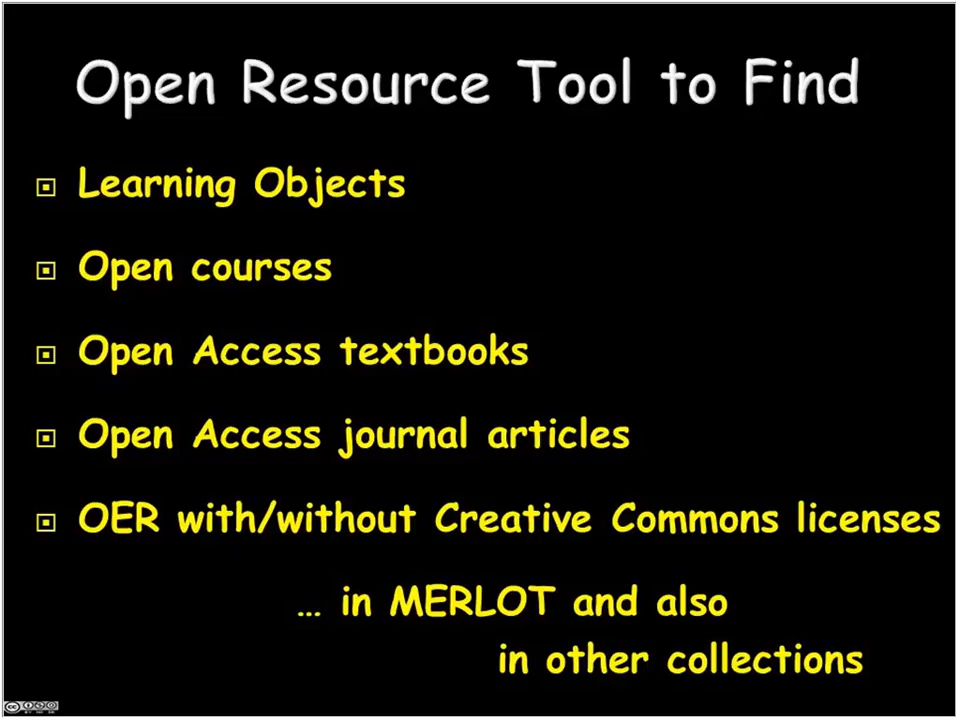 Open Resource Tool to Find
Learning Objects
Open courses
Open Access textbooks
Open Access journal articles
OER with/without Creative Commons licenses
… in MERLOT and also
in other collections